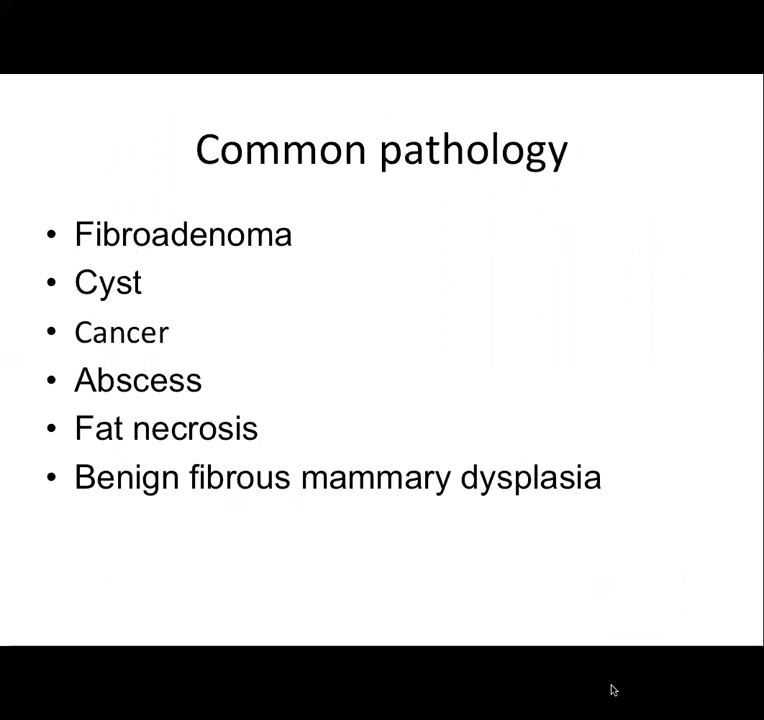 Common pathology
• Fibroadenoma
• Cyst
• Cancer
• Abscess
• Fat necrosis
• Benign fibrous mammary dysplasia